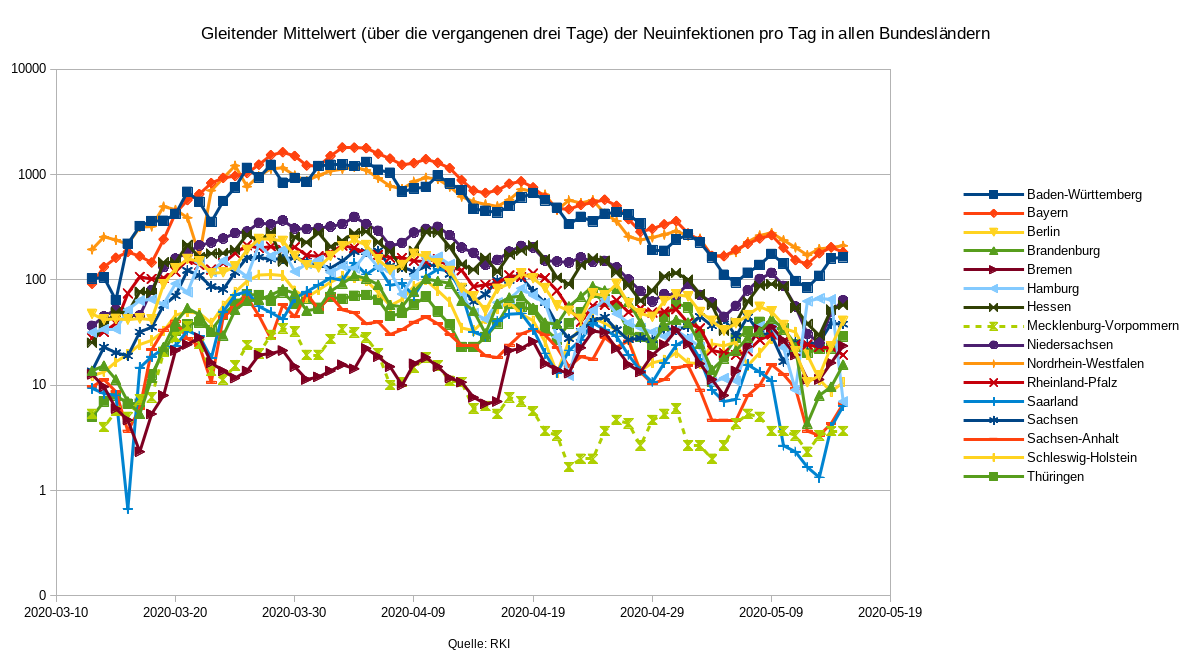 Gleitender Mittelwert (über die vergangenen drei Tage) der Neuinfektionen pro Tag in allen Bundesländern
10000
1000
100
10
1
0
2020-03-10 2020-03-20 2020-03-30 2020-04-09 2020-04-19 2020-04-29 2020-05-09 2020-05-19
Quelle: RKI
Baden-Württemberg
Bayern
Berlin
Brandenburg
Bremen
Hamburg
Hessen
Mecklenburg-Vorpommern
Niedersachsen
Nordrhein-Westfalen
Rheinland-Pfalz
Saarland
Sachsen
Sachsen-Anhalt
Schleswig-Holstein
Thüringen